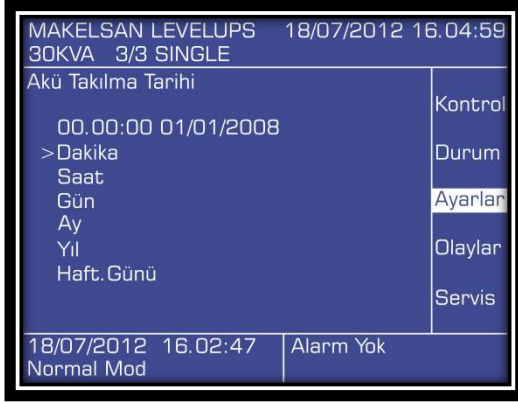 MAKELSAN LEVELUPS 18/07/2012 16.04:59
30KVA 3/3 SINGLE
Akü Takılma Tarihi
00.00:00 01/01/2008
>Dakika
Saat
Gün
Ay
Yıl
Haft.Günü
Kontrol
Durum
Ayarlar
Olaylar
Servis
18/07/2012 16.02:47
Normal Mod
Alarm Yok